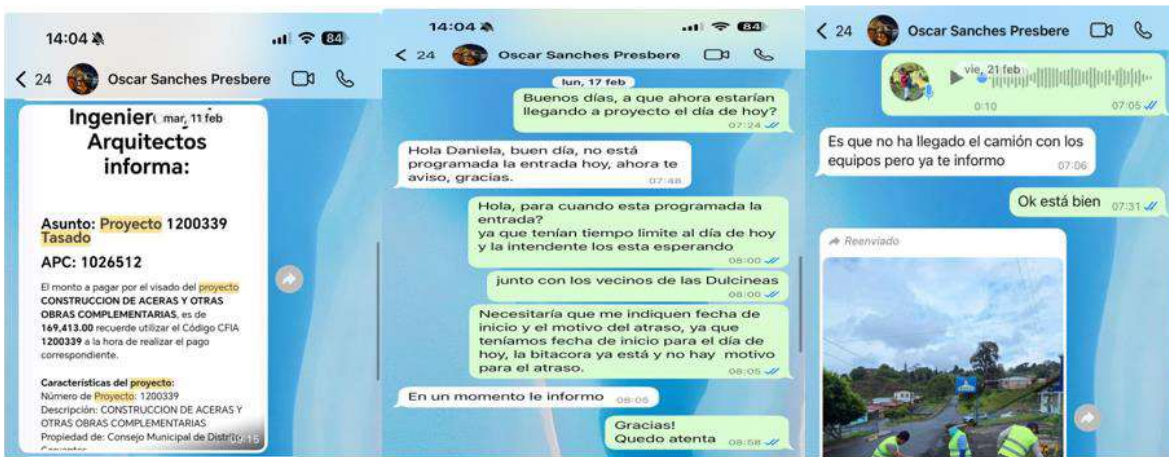 14:04
84
24
Oscar Sanches Presbere
mar, 11 feb
Ingenier
Arquitectos
informa:
Asunto: Proyecto 1200339
Tasado
APC: 1026512
El monto a pagar por el visado del proyecto
CONSTRUCCION DE ACERAS Y OTRAS
OBRAS COMPLEMENTARIAS, es de
169,413.00 recuerde utilizar el Código CFIA
1200339 a la hora de realizar el pago
correspondiente.
Características del proyecto:
Número de Proyecto: 1200339
Descripción: CONSTRUCCION DE ACERAS Y
OTRAS OBRAS COMPLEMENTARIAS
Propiedad de: Consejo Municipal de Distrito
09:15
14:04
84
24
Oscar Sanches Presbere
lun, 17 feb
Buenos días, a que ahora estarían
llegando a proyecto el día de hoy?
07:24
Hola Daniela, buen día, no está
programada la entrada hoy, ahora te
aviso, gracias.
07:48
Hola, para cuando esta programada la
entrada?
ya que tenían tiempo limite al día de hoy
y la intendente los esta esperando
08:00
junto con los vecinos de las Dulcineas
08:00
Necesitaría que me indiquen fecha de
inicio y el motivo del atraso, ya que
teníamos fecha de inicio para el día de
hoy, la bitacora ya está y no hay motivo
para el atraso.
08:05
En un momento le informo
08:05
Gracias!
Quedo atenta
08:58
24
Oscar Sanches Presbere
vie, 21 feb
0:10
07:05
Es que no ha llegado el camión con los
equipos pero ya te informo
07:06
Ok está bien
07:31
Reenviado